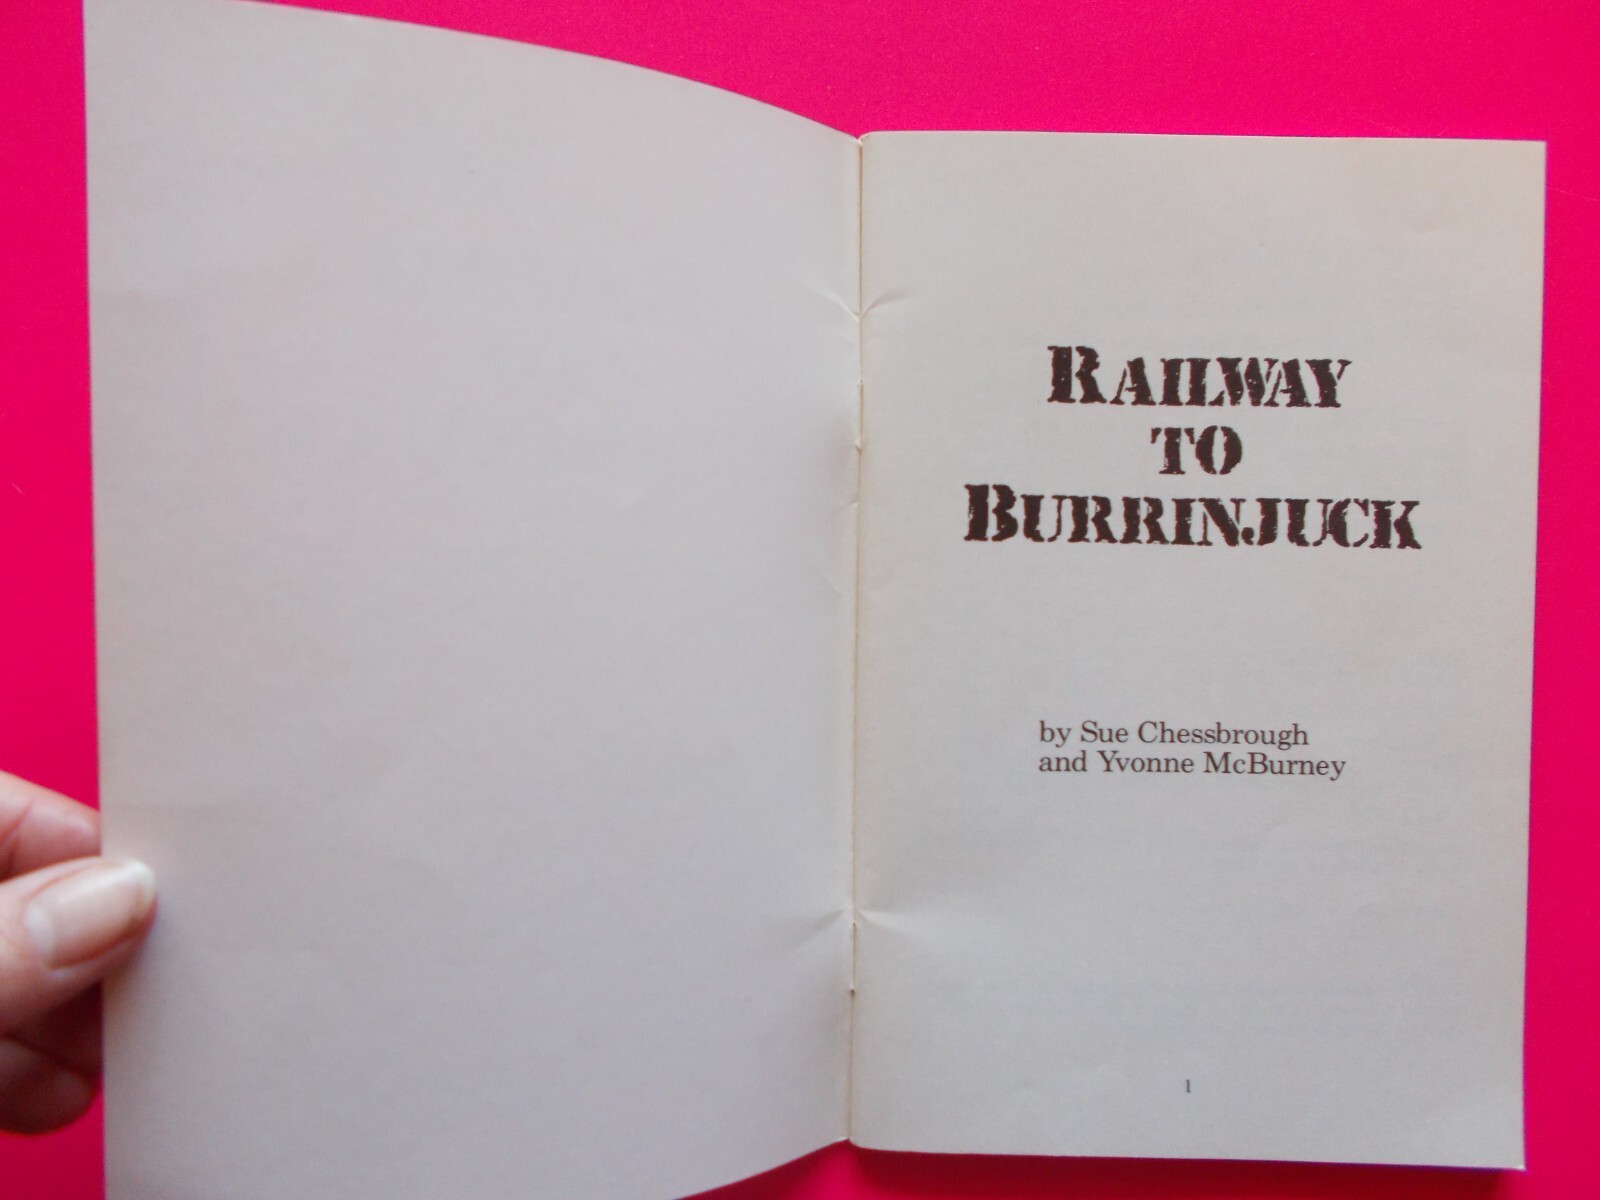 RAILWAY
TO
BURRINJUCK
by Sue Chessbrough
and Yvonne McBurney
1